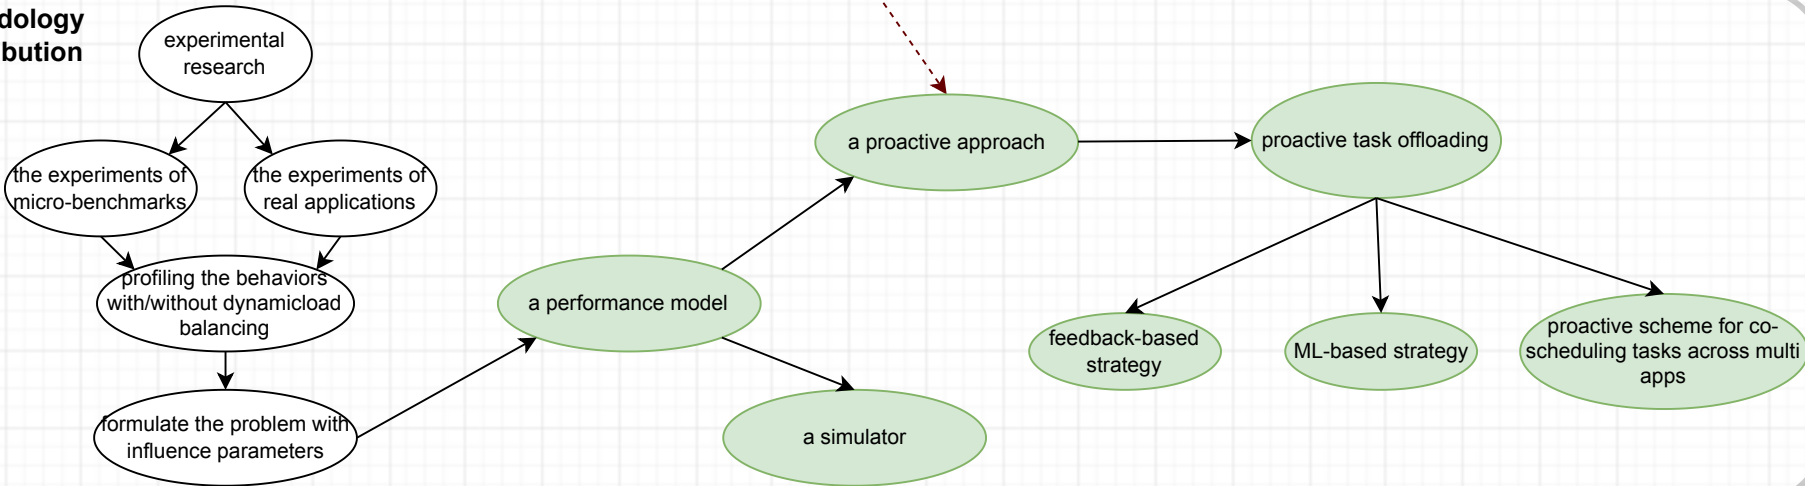 dology
bution
experimental
research
the experiments of
micro-benchmarks
the experiments of
real applications
profiling the behaviors
with/without dynamicload
balancing
formulate the problem with
influence parameters
a performance model
a simulator
a proactive approach
proactive task offloading
feedback-based
strategy
ML-based strategy
proactive scheme for co-
scheduling tasks across multi
apps